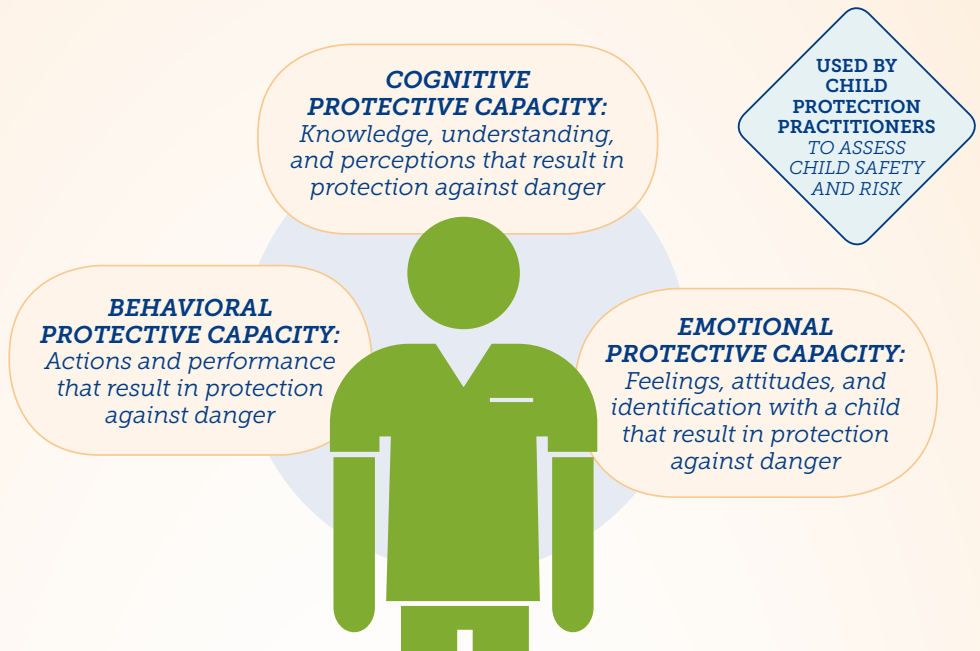 COGNITIVE
PROTECTIVE CAPACITY:
Knowledge, understanding,
and perceptions that result in
protection against danger
USED BY
CHILD
PROTECTION
PRACTITIONERS
TO ASSESS
CHILD SAFETY
AND RISK
BEHAVIORAL
PROTECTIVE CAPACITY:
Actions and performance
that result in protection
against danger
EMOTIONAL
PROTECTIVE CAPACITY:
Feelings, attitudes, and
identification with a child
that result in protection
against danger